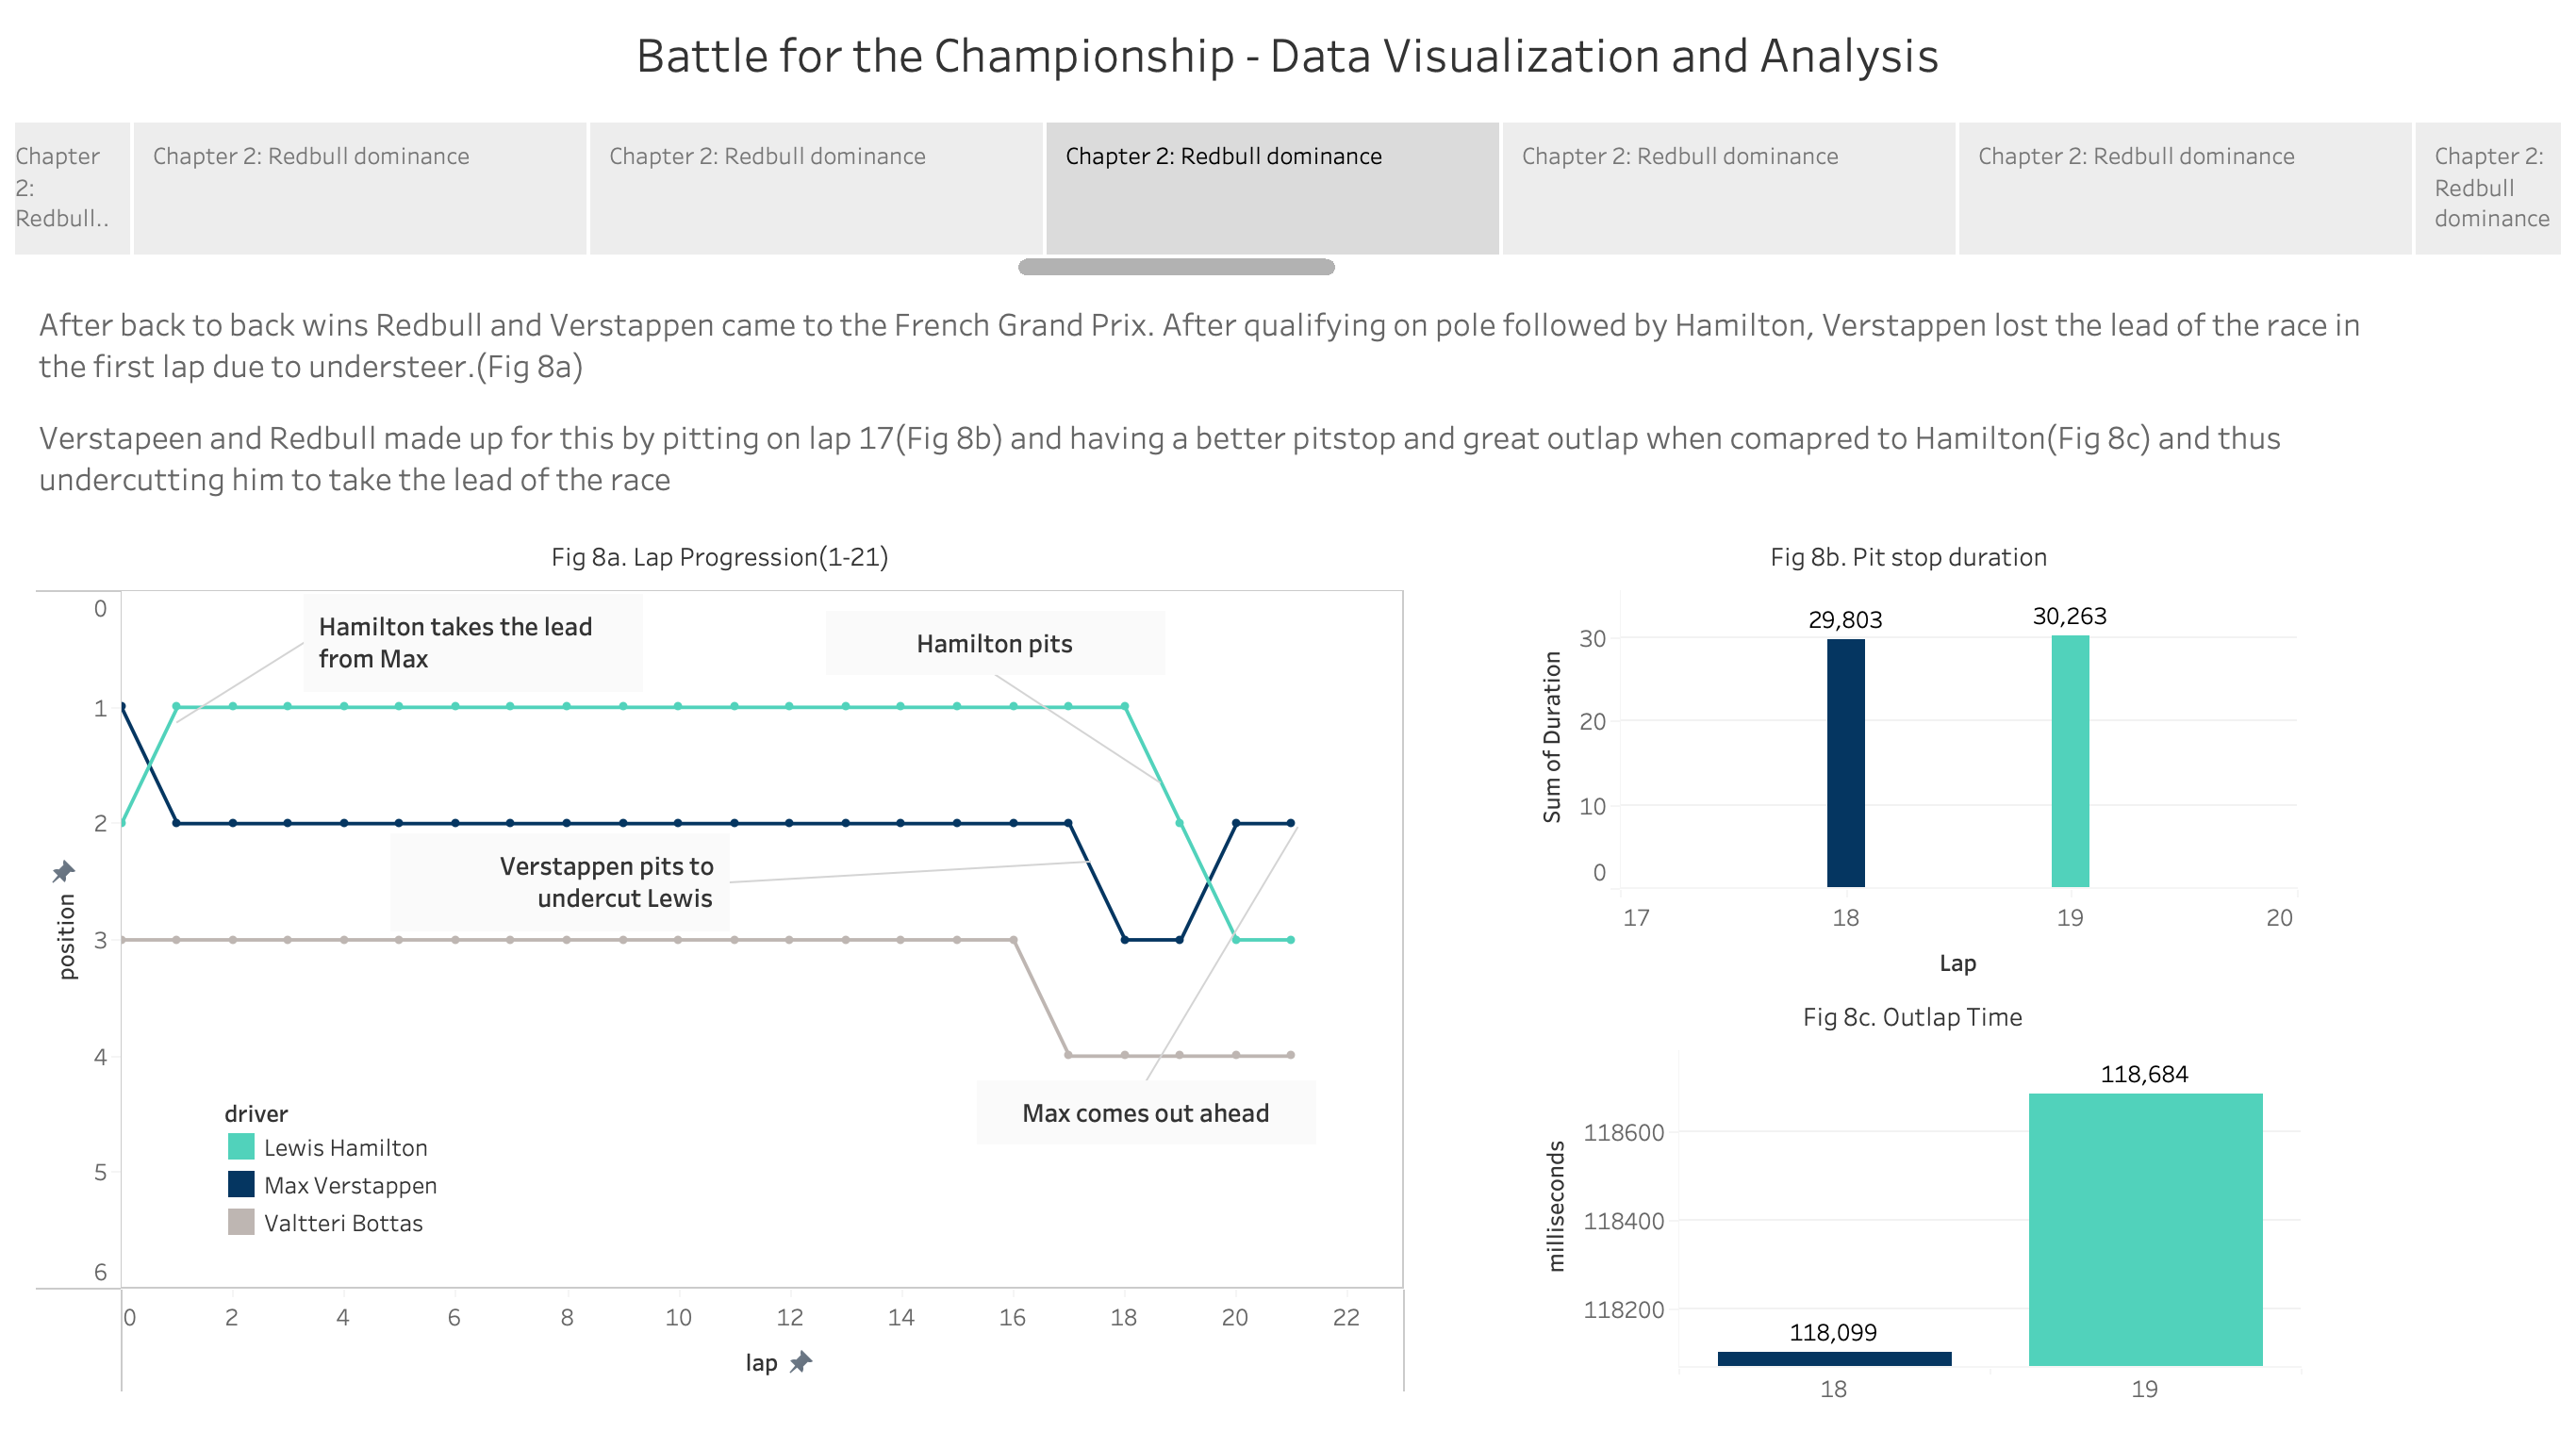 Battle for the Championship - Data Visualization and Analysis
Chapter
2:
Redbull..
Chapter 2: Redbull dominance
Chapter 2: Redbull dominance
Chapter 2: Redbull dominance
Chapter 2: Redbull dominance
Chapter 2: Redbull dominance
Chapter 2:
Redbull
dominance
After back to back wins Redbull and Verstappen came to the French Grand Prix. After qualifying on pole followed by Hamilton, Verstappen lost the lead of the race in
the first lap due to understeer.(Fig 8a)
Verstapeen and Redbull made up for this by pitting on lap 17(Fig 8b) and having a better pitstop and great outlap when comapred to Hamilton(Fig 8c) and thus
undercutting him to take the lead of the race
Fig 8a. Lap Progression(1-21)
0
1
2
3
4
5
6
position
Hamilton takes the lead
from Max
Hamilton pits
Verstappen pits to
undercut Lewis
Max comes out ahead
driver
Lewis Hamilton
Max Verstappen
Valtteri Bottas
0 2 4 6 8 10 12 14 16 18 20 22
lap
Fig 8b. Pit stop duration
Sum of Duration
30
20
10
0
29,803
30,263
17 18 19 20
Lap
Fig 8c. Outlap Time
milliseconds
118600
118400
118200
118,684
118,099
18 19